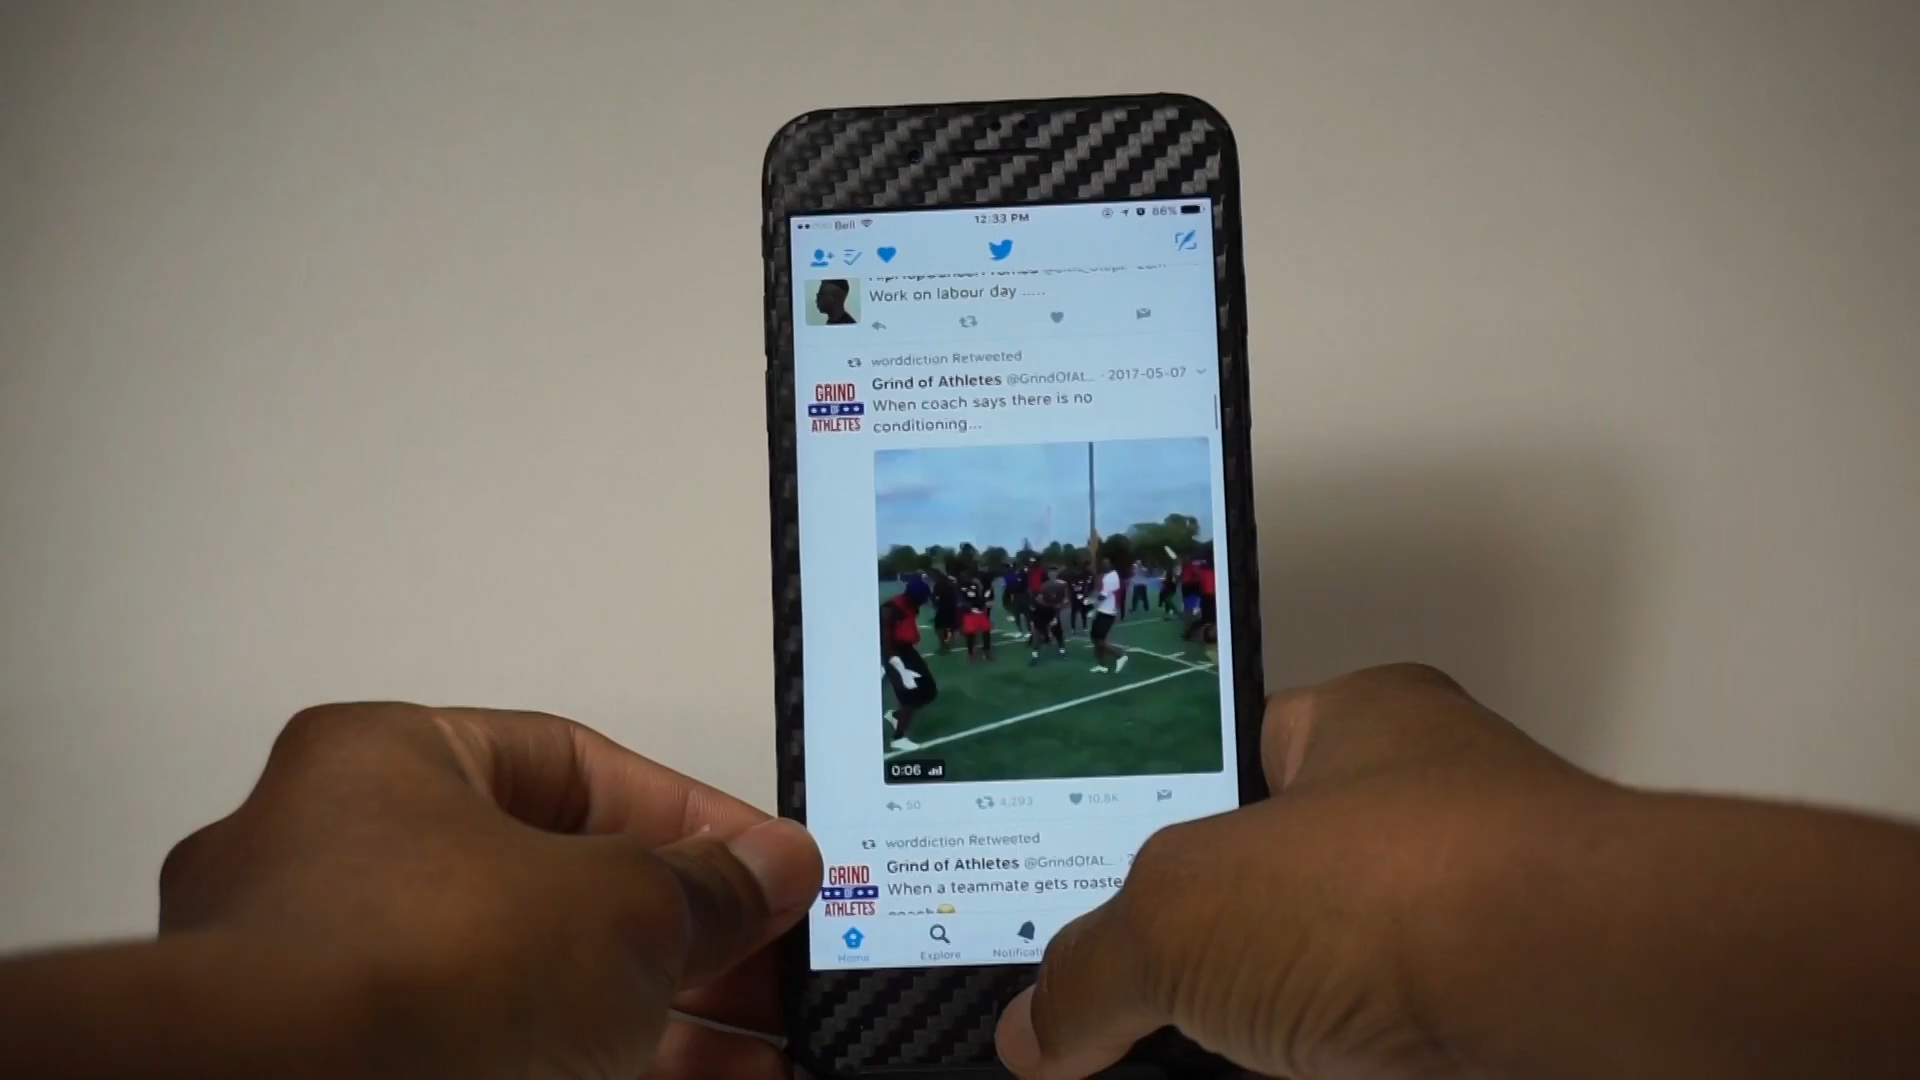 Bell
12:33 PM
86%
Work on labour day .....
worddiction Retweeted
Grind of Athletes @GrindOfAt... · 2017-05-07
GRIND
OF
ATHLETES
When coach says there is no
conditioning...
0:06
50
4,293
10.8K
worddiction Retweeted
Grind of Athletes @GrindOfAt...
GRIND
OF
ATHLETES
When a teammate gets roaste
Home
Explore
Notificati